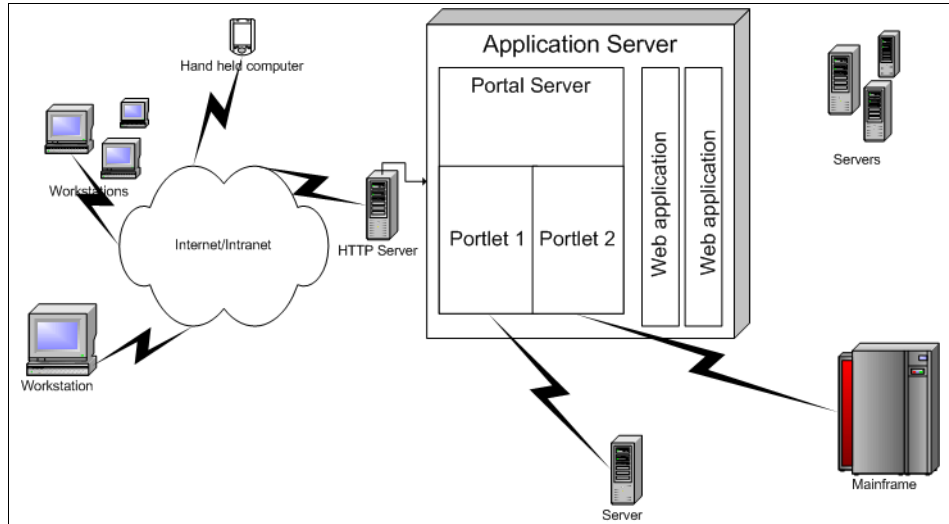 Hand held computer
Workstations
Workstation
Internet/Intranet
HTTP Server
Application Server
Portal Server
Portlet 1
Portlet 2
Web application
Web application
Servers
Server
Mainframe